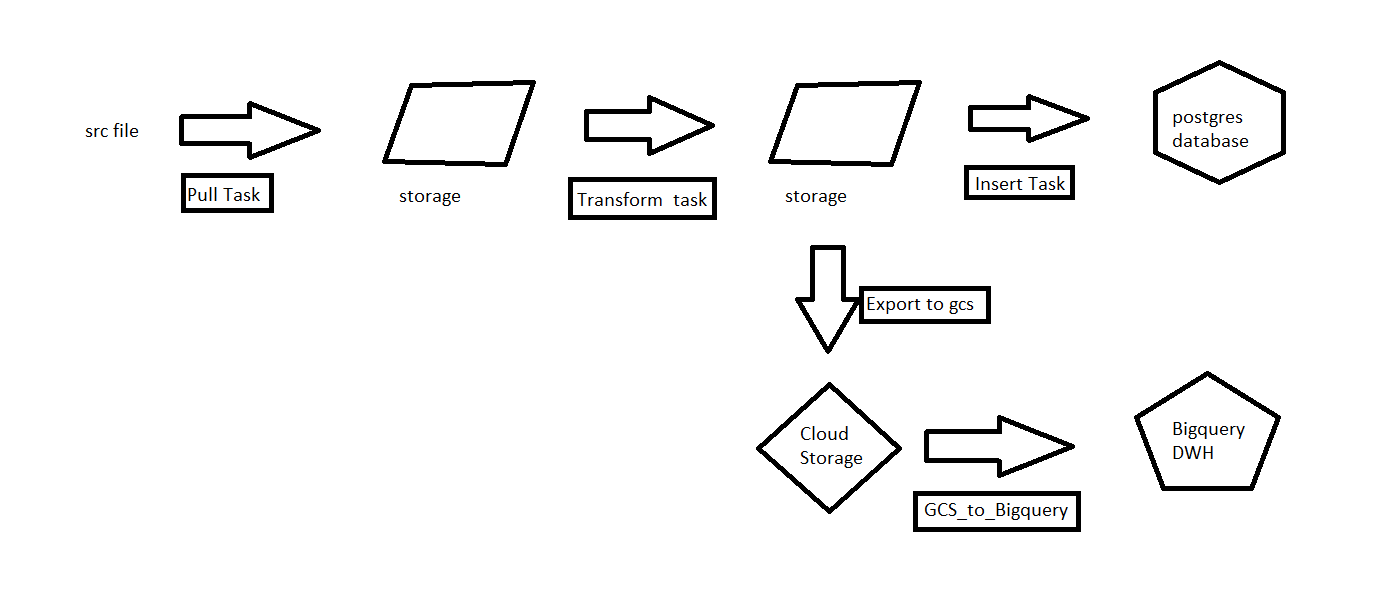 src file
Pull Task
storage
Transform  task
storage
Insert Task
postgres
database
Export to gcs
Cloud
Storage
GCS_to_Bigquery
Bigquery
DWH